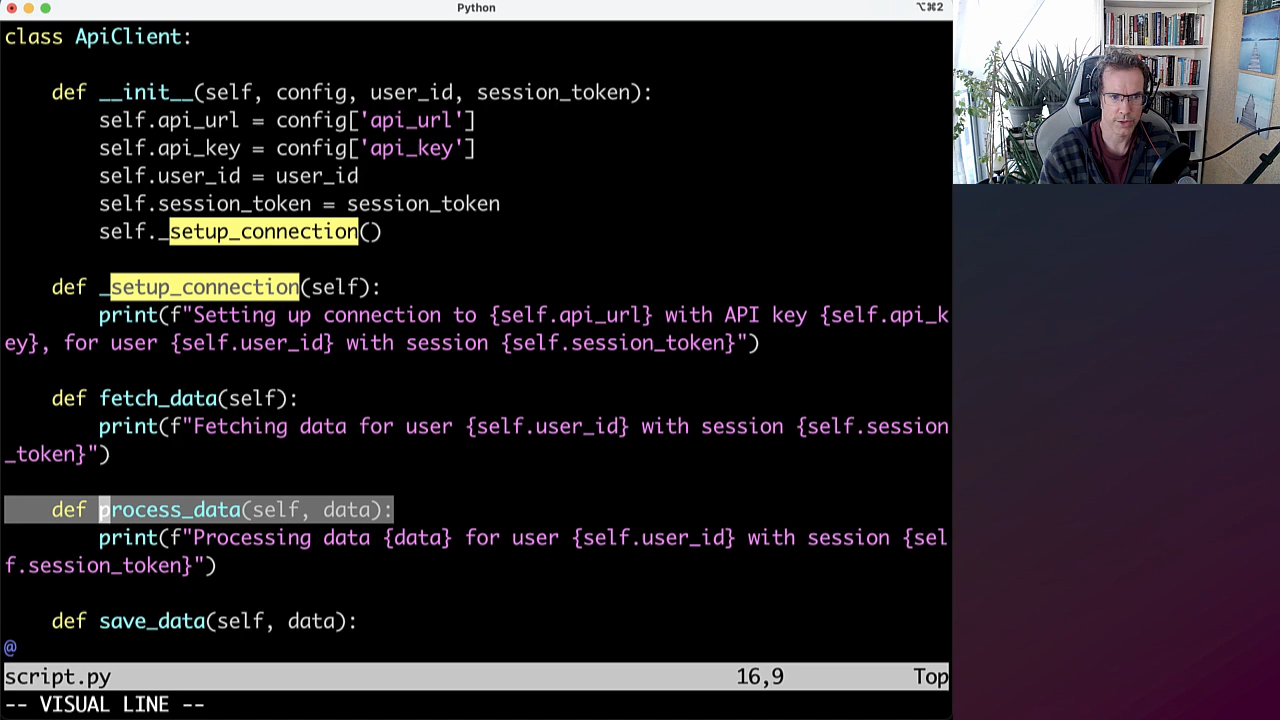 Python
⌥⌘2
class ApiClient:
def __init__(self, config, user_id, session_token):
self.api_url = config['api_url']
self.api_key = config['api_key']
self.user_id = user_id
self.session_token = session_token
self._setup_connection()
def _setup_connection(self):
print(f"Setting up connection to {self.api_url} with API key {self.api_k
ey}, for user {self.user_id} with session {self.session_token}")
def fetch_data(self):
print(f"Fetching data for user {self.user_id} with session {self.session
_token}")
def process_data(self, data):
print(f"Processing data {data} for user {self.user_id} with session {sel
f.session_token}")
def save_data(self, data):
@
script.py 16,9 Top
-- VISUAL LINE --